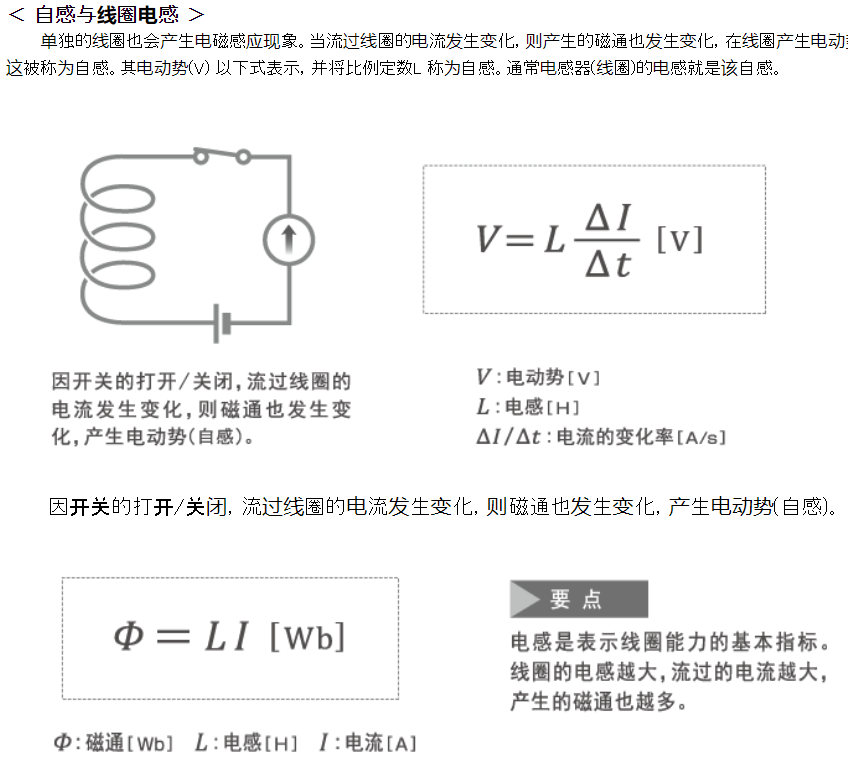 < 自感与线圈电感 >
单独的线圈也会产生电磁感应现象。当流过线圈的电流发生变化, 则产生的磁通也发生变化, 在线圈产生电动
这被称为自感。其电动势(V) 以下式表示, 并将比例定数L 称为自感。通常电感器(线圈)的电感就是该自感。
V = L ΔI/Δt [V]
因开关的打开/关闭, 流过线圈的
电流发生变化, 则磁通也发生变
化, 产生电动势(自感)。
V : 电动势[V]
L : 电感[H]
ΔI/Δt : 电流的变化率[A/s]
因开关的打开/关闭, 流过线圈的电流发生变化, 则磁通也发生变化, 产生电动势(自感)。
Φ = LI [Wb]
Φ : 磁通[Wb] L : 电感[H] I : 电流[A]
要点
电感是表示线圈能力的基本指标。
线圈的电感越大, 流过的电流越大,
产生的磁通也越多。